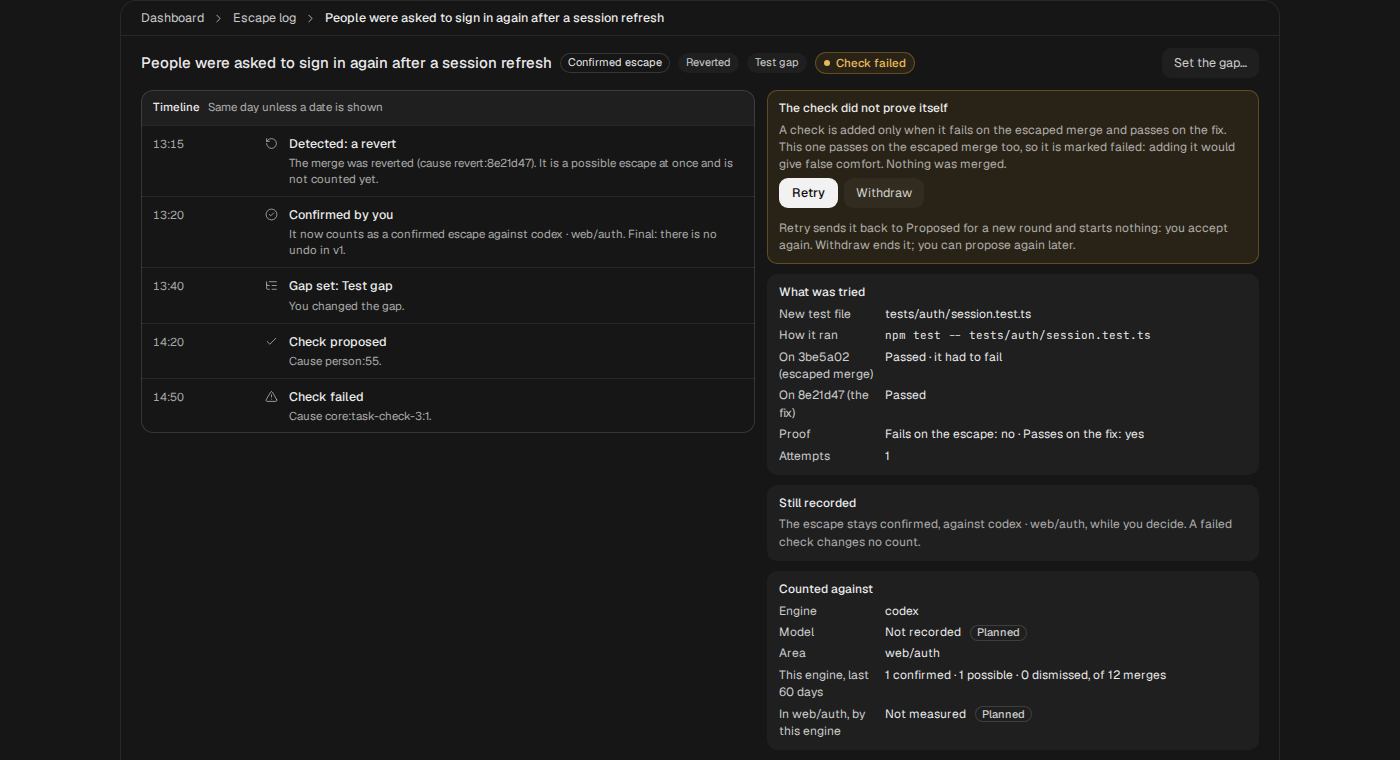 Dashboard > Escape log > People were asked to sign in again after a session refresh
People were asked to sign in again after a session refresh Confirmed escape Reverted Test gap Check failed Set the gap…
Timeline Same day unless a date is shown
13:15 Detected: a revert
The merge was reverted (cause revert:8e21d47). It is a possible escape at once and is
not counted yet.
13:20 Confirmed by you
It now counts as a confirmed escape against codex · web/auth. Final: there is no
undo in v1.
13:40 Gap set: Test gap
You changed the gap.
14:20 Check proposed
Cause person:55.
14:50 Check failed
Cause core:task-check-3:1.
The check did not prove itself
A check is added only when it fails on the escaped merge and passes on the fix.
This one passes on the escaped merge too, so it is marked failed: adding it would
give false comfort. Nothing was merged.
Retry Withdraw
Retry sends it back to Proposed for a new round and starts nothing: you accept
again. Withdraw ends it; you can propose again later.
What was tried
New test file tests/auth/session.test.ts
How it ran npm test -- tests/auth/session.test.ts
On 3be5a02 Passed · it had to fail
(escaped merge)
On 8e21d47 (the Passed
fix)
Proof Fails on the escape: no · Passes on the fix: yes
Attempts 1
Still recorded
The escape stays confirmed, against codex · web/auth, while you decide. A failed
check changes no count.
Counted against
Engine codex
Model Not recorded Planned
Area web/auth
This engine, last 1 confirmed · 1 possible · 0 dismissed, of 12 merges
60 days
In web/auth, by Not measured Planned
this engine